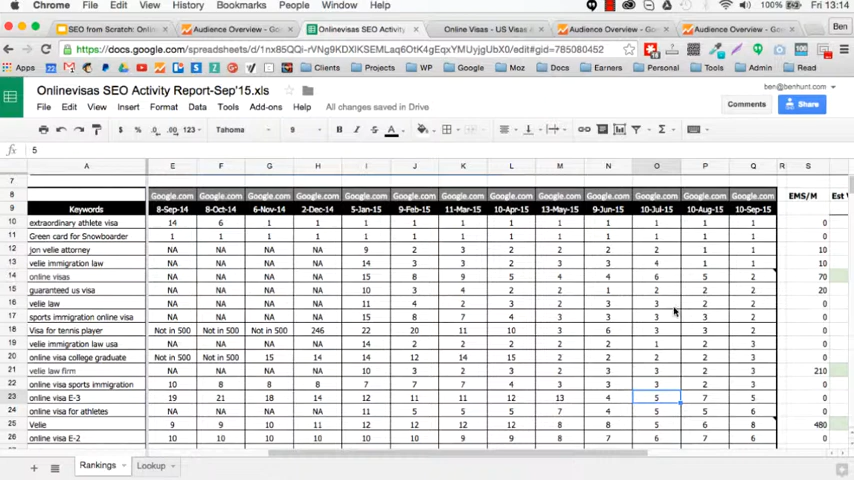 Chrome File Edit View History Bookmarks People Window Help 100% Fri 13:14
SEO from Scratch: Online Audience Overview - Onlinevisas SEO Activity Online Visas - US Visas Audience Overview - Audience Overview - Ben
https://docs.google.com/spreadsheets/d/
Apps Clients Projects WP Google Moz Docs Earners Personal Tools Admin READ
Onlinevisas SEO Activity Report-Sep'15.xls
ben@benhunt.com
File Edit View Insert Format Data Tools Add-ons Help All changes saved in Drive Comments Share
$ % .0 .00 123 Tahoma 9 B I S A
fx 5
A E F G H I J K L M N O P Q R S
7
8 Google.com Google.com Google.com Google.com Google.com Google.com Google.com Google.com Google.com Google.com Google.com Google.com Google.com EMS/M Est
9 Keywords 8-Sep-14 8-Oct-14 6-Nov-14 2-Dec-14 5-Jan-15 9-Feb-15 11-Mar-15 10-Apr-15 13-May-15 9-Jun-15 10-Jul-15 10-Aug-15 10-Sep-15
10 extraordinary athlete visa 14 6 1 1 1 1 1 1 1 1 1 1 1 0
11 Green card for Snowboarder 1 1 1 1 1 1 1 1 1 1 1 1 1 0
12 jon velie attorney NA NA NA NA 9 2 3 2 2 2 2 1 1 10
13 velie immigration law NA NA NA NA 14 3 3 2 3 3 4 1 1 10
14 online visas NA NA NA NA 15 8 9 5 4 4 6 5 2 70
15 guaranteed us visa NA NA NA NA 10 3 4 2 2 1 2 2 2 20
16 velie law NA NA NA NA 11 4 2 3 2 3 3 2 2 0
17 sports immigration online visa NA NA NA NA 15 8 7 4 3 3 3 2 2 0
18 Visa for tennis player Not in 500 Not in 500 Not in 500 246 22 20 11 10 3 6 3 3 2 0
19 velie immigration law usa NA NA NA NA 14 2 2 2 2 2 1 2 3 0
20 online visa college graduate Not in 500 Not in 500 15 14 14 12 14 15 2 2 2 2 3 0
21 velie law firm NA NA NA NA 10 3 2 3 2 3 3 2 3 210
22 online visa sports immigration 10 8 8 8 7 7 7 4 3 3 3 2 3 0
23 online visa E-3 19 21 18 14 12 11 11 12 13 4 5 7 5 0
24 online visa for athletes NA NA NA NA 11 5 5 5 7 4 5 5 6 0
25 Velie 9 9 10 11 12 12 12 12 8 8 5 6 8 480
26 online visa E-2 10 10 10 10 10 10 9 9 8 7 6 7 6 0
Rankings Lookup